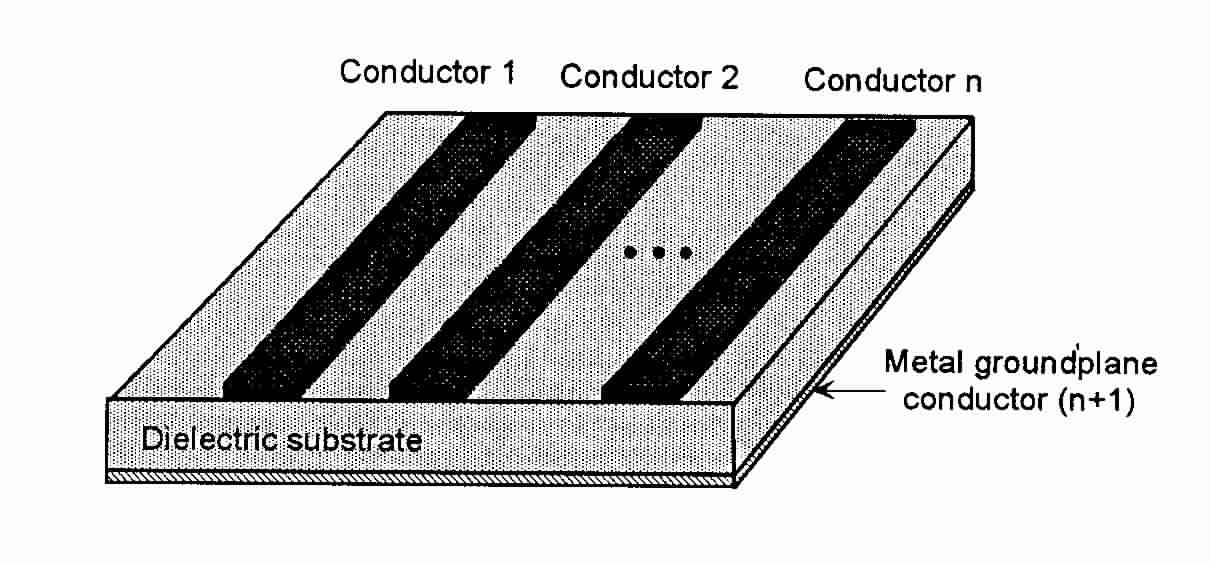 Conductor 1 Conductor 2 Conductor n
Metal groundplane
conductor (n+1)
Dielectric substrate